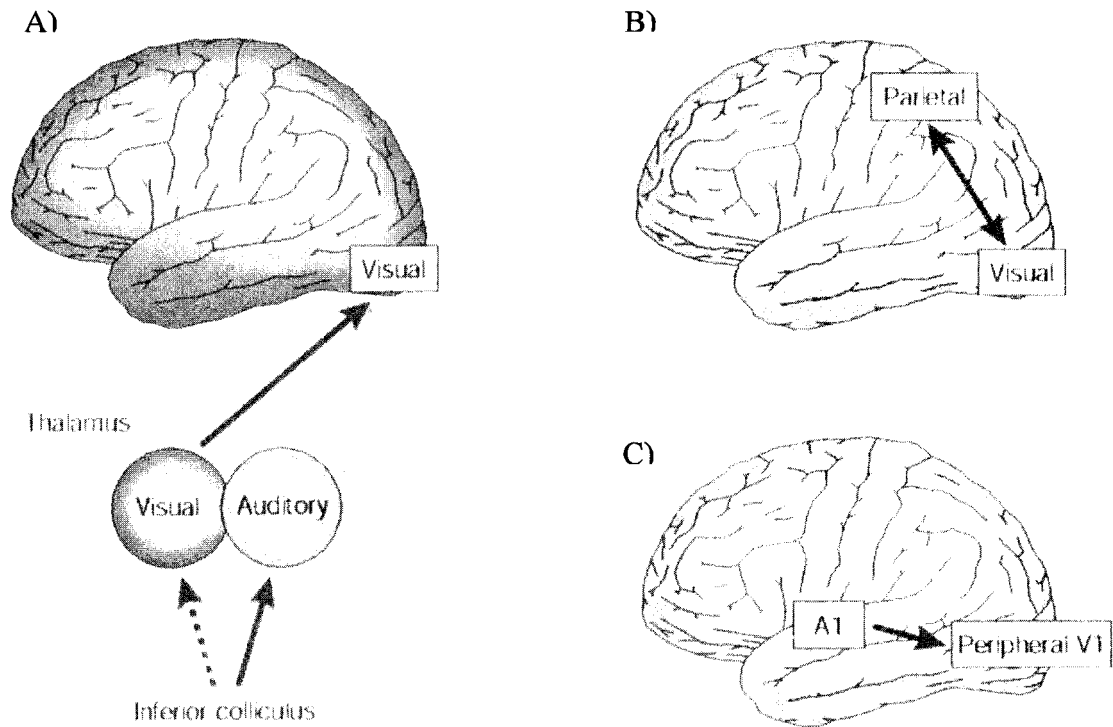 A)
Visual
Thalamus
Visual
Auditory
Inferior colliculus
B)
Parietal
Visual
C)
A1
Peripheral V1